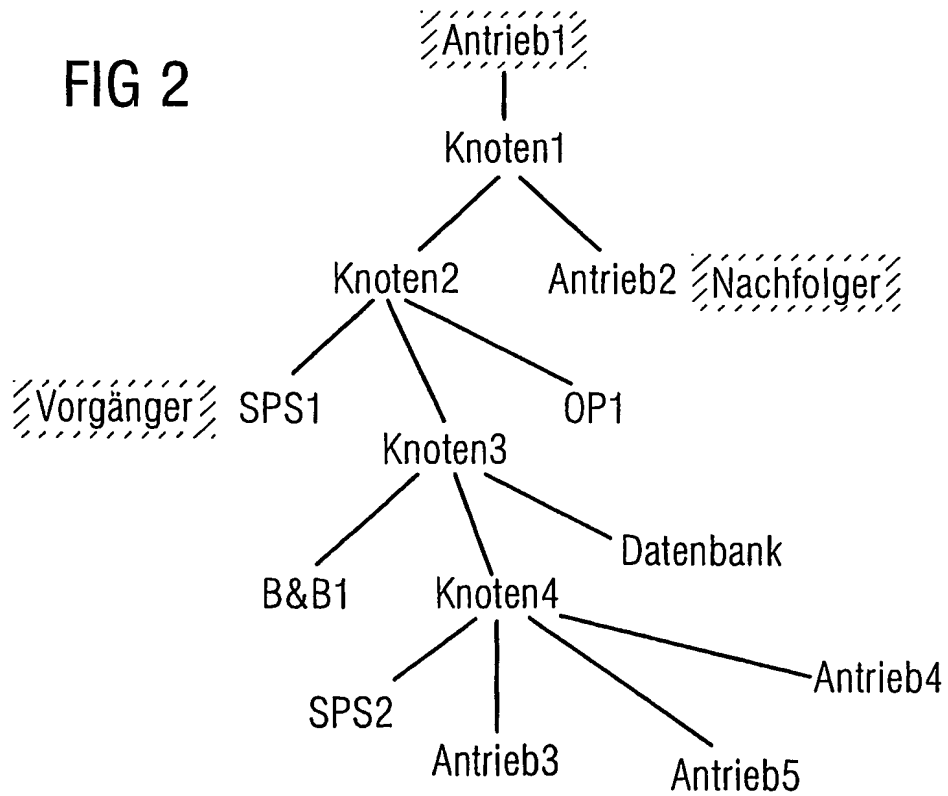 FIG 2
Antrieb1
Knoten1
Knoten2
Antrieb2
Nachfolger
Vorgänger
SPS1
OP1
Knoten3
Datenbank
B&B1
Knoten4
Antrieb4
SPS2
Antrieb3
Antrieb5